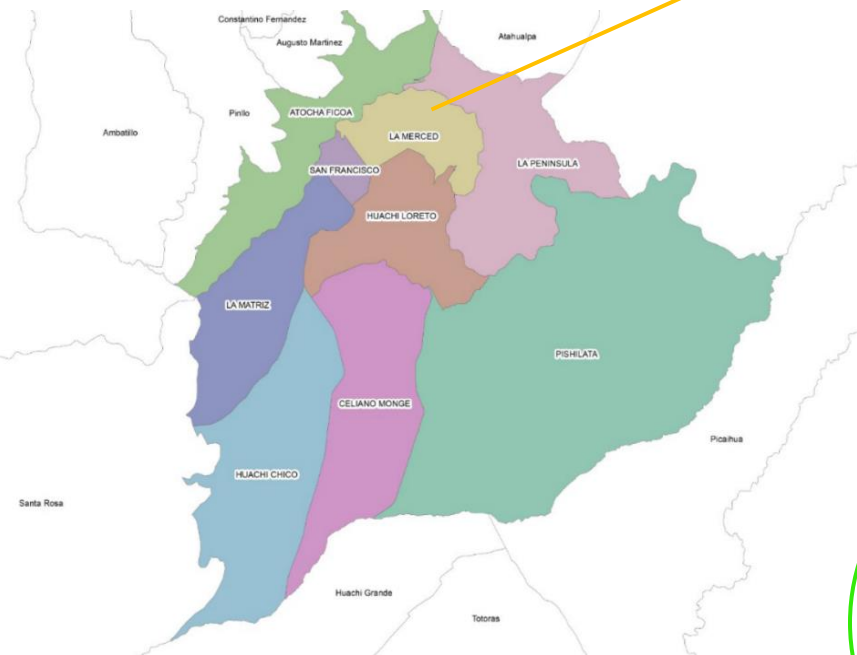 Constantino Fernandez
Augusto Martinez
Atahualpa
Pinllo
ATOCHA FICOA
Ambatillo
LA MERCED
LA PENINSULA
SAN FRANCISCO
HUACHI LORETO
LA MATRIZ
PISHILATA
CELIANO MONGE
Picaihua
HUACHI CHICO
Santa Rosa
Huachi Grande
Totoras